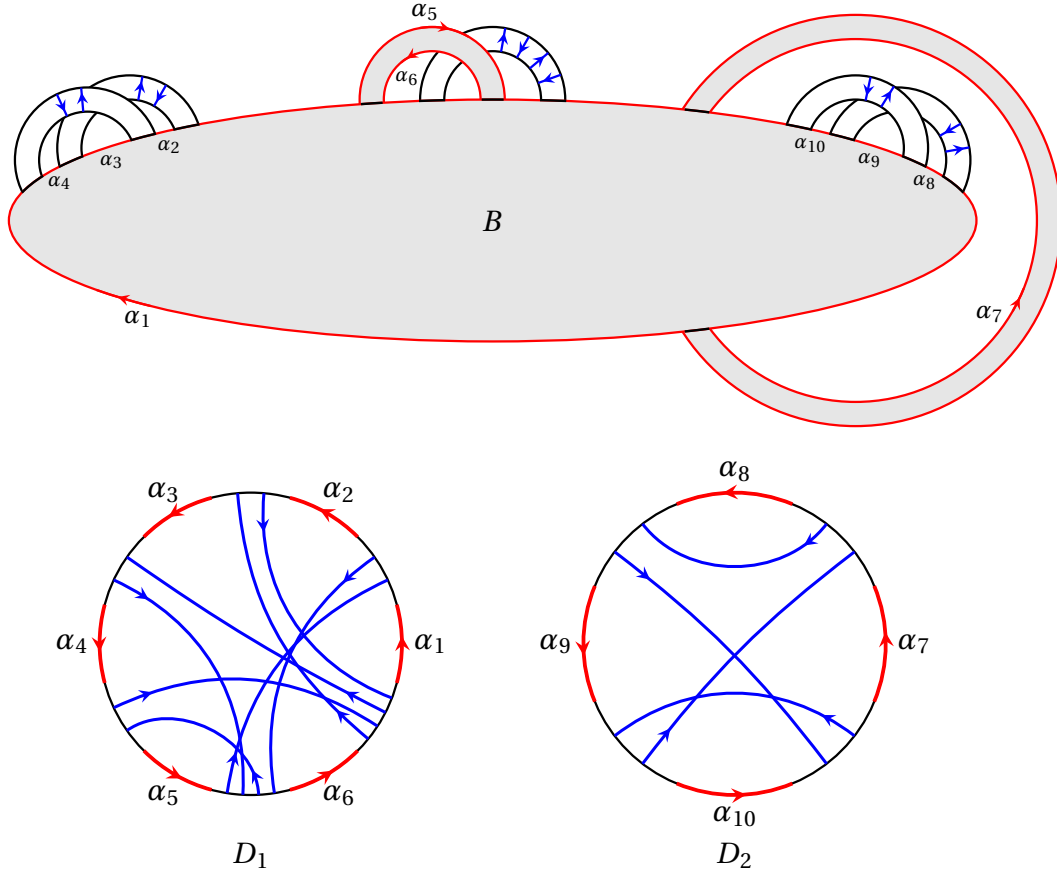 α₅
α₆
α₄ α₃ α₂
α₁₀ α₉ α₈
B
α₁
α₇
α₃ α₂
α₄ α₁
α₅ α₆
D₁
α₈
α₉ α₇
α₁₀
D₂